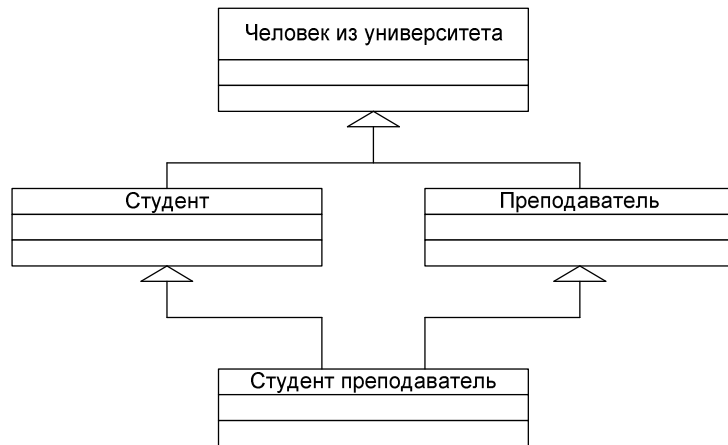 Человек из университета
Студент
Преподаватель
Студент преподаватель